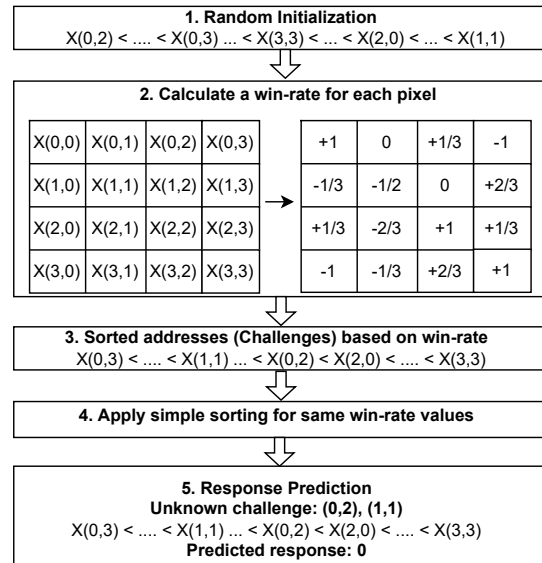 1. Random Initialization
X(0,2) < .... < X(0,3) ... < X(3,3) < ... < X(2,0) < ... < X(1,1)
2. Calculate a win-rate for each pixel
X(0,0) X(0,1) X(0,2) X(0,3) +1 0 +1/3 -1
X(1,0) X(1,1) X(1,2) X(1,3) -1/3 -1/2 0 +2/3
X(2,0) X(2,1) X(2,2) X(2,3) +1/3 -2/3 +1 +1/3
X(3,0) X(3,1) X(3,2) X(3,3) -1 -1/3 +2/3 +1
3. Sorted addresses (Challenges) based on win-rate
X(0,3) < .... < X(1,1) ... < X(0,2) < X(2,0) < .... < X(3,3)
4. Apply simple sorting for same win-rate values
5. Response Prediction
Unknown challenge: (0,2), (1,1)
X(0,3) < .... < X(1,1) ... < X(0,2) < X(2,0) < .... < X(3,3)
Predicted response: 0